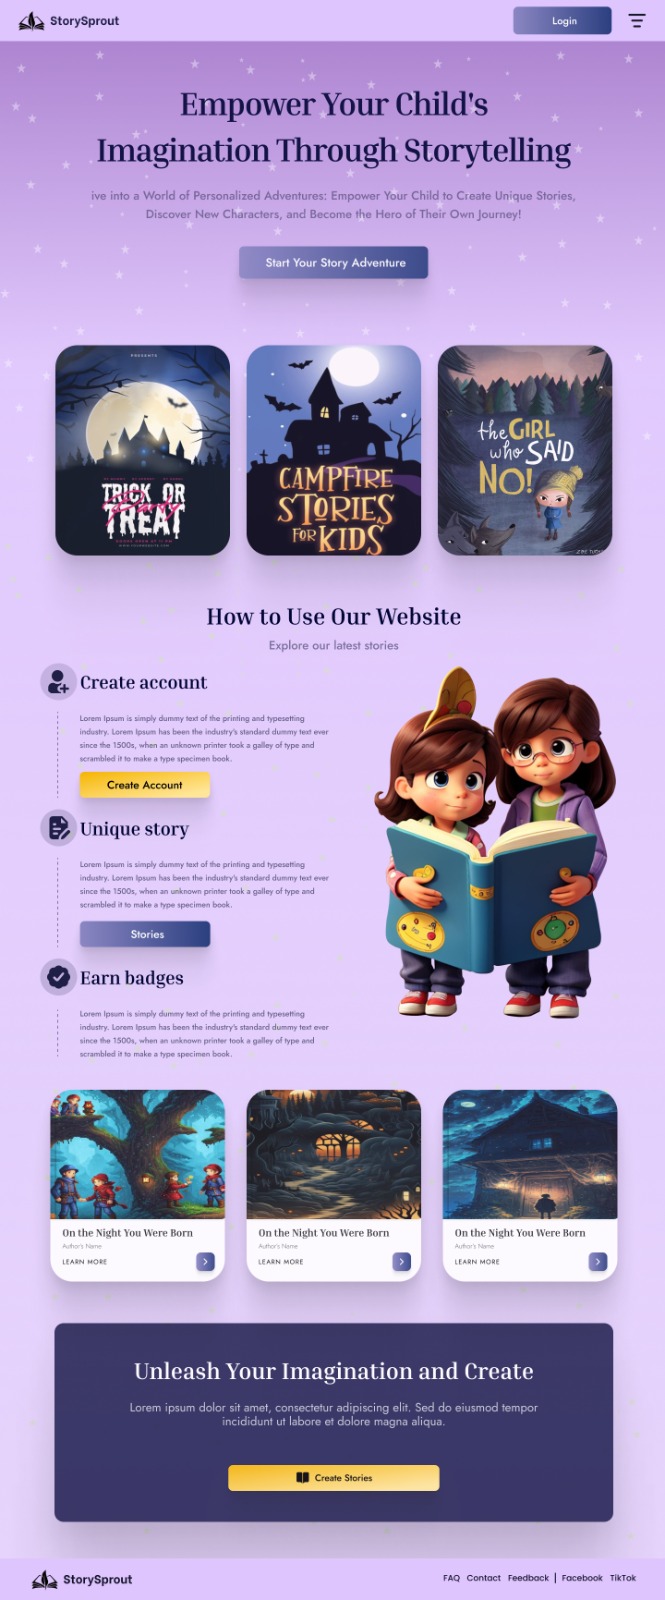 StorySprout
Login
Empower Your Child's
Imagination Through Storytelling
ive into a World of Personalized Adventures: Empower Your Child to Create Unique Stories,
Discover New Characters, and Become the Hero of Their Own Journey!
Start Your Story Adventure
PRESENTS
TRICK OR
Party
TREAT
CAMPFIRE
STORIES
FOR KIDS
the GIRL
who SAID
NO!
How to Use Our Website
Explore our latest stories
Create account
Lorem Ipsum is simply dummy text of the printing and typesetting
industry. Lorem Ipsum has been the industry's standard dummy text ever
since the 1500s, when an unknown printer took a galley of type and
scrambled it to make a type specimen book.
Create Account
Unique story
Lorem Ipsum is simply dummy text of the printing and typesetting
industry. Lorem Ipsum has been the industry's standard dummy text ever
since the 1500s, when an unknown printer took a galley of type and
scrambled it to make a type specimen book.
Stories
Earn badges
Lorem Ipsum is simply dummy text of the printing and typesetting
industry. Lorem Ipsum has been the industry's standard dummy text ever
since the 1500s, when an unknown printer took a galley of type and
scrambled it to make a type specimen book.
On the Night You Were Born
Author's Name
LEARN MORE
On the Night You Were Born
Author's Name
LEARN MORE
On the Night You Were Born
Author's Name
LEARN MORE
Unleash Your Imagination and Create
Lorem ipsum dolor sit amet, consectetur adipiscing elit. Sed do eiusmod tempor
incididunt ut labore et dolore magna aliqua.
Create Stories
StorySprout
FAQ Contact Feedback | Facebook TikTok